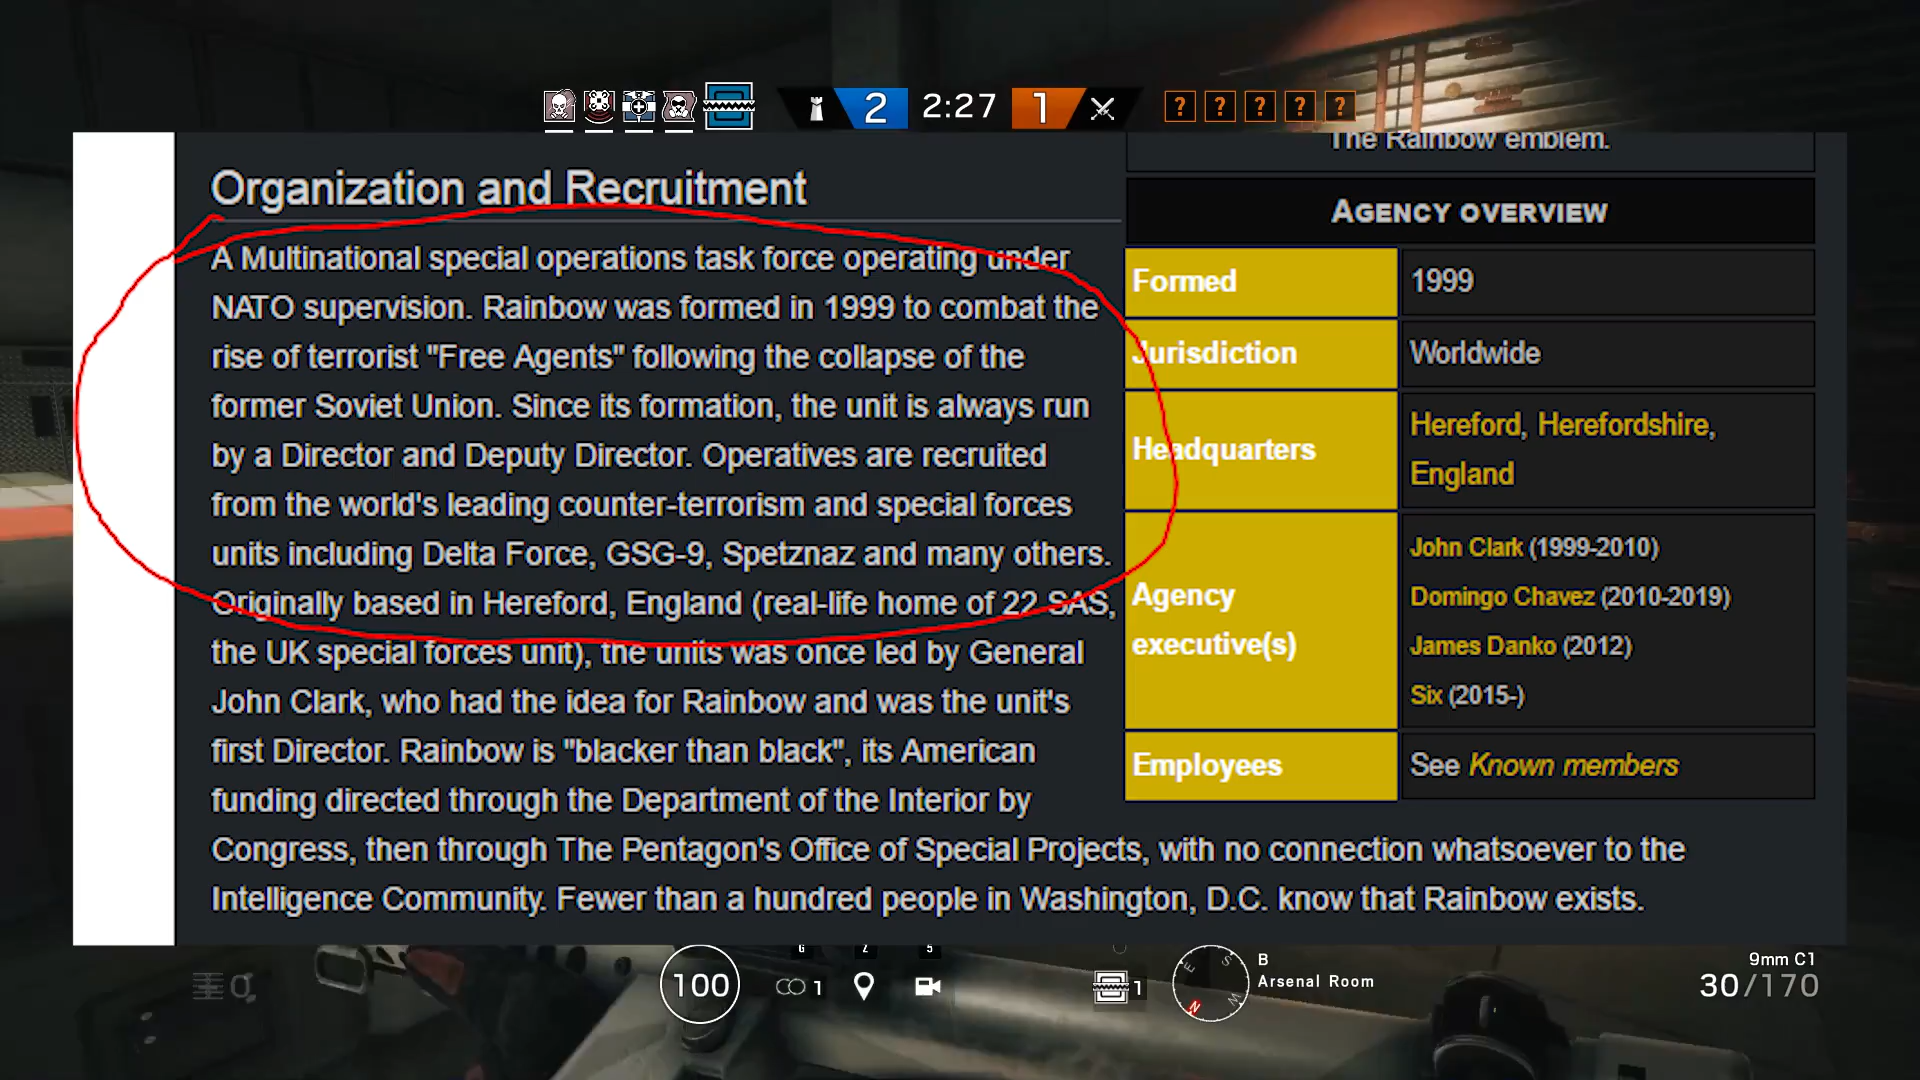 2 2:27 1 ? ? ? ? ?
The Rainbow emblem.
Organization and Recruitment
A Multinational special operations task force operating under
NATO supervision. Rainbow was formed in 1999 to combat the
rise of terrorist "Free Agents" following the collapse of the
former Soviet Union. Since its formation, the unit is always run
by a Director and Deputy Director. Operatives are recruited
from the world's leading counter-terrorism and special forces
units including Delta Force, GSG-9, Spetznaz and many others.
Originally based in Hereford, England (real-life home of 22 SAS,
the UK special forces unit), the units was once led by General
John Clark, who had the idea for Rainbow and was the unit's
first Director. Rainbow is "blacker than black", its American
funding directed through the Department of the Interior by
Congress, then through The Pentagon's Office of Special Projects, with no connection whatsoever to the
Intelligence Community. Fewer than a hundred people in Washington, D.C. know that Rainbow exists.
AGENCY OVERVIEW
Formed 1999
Jurisdiction Worldwide
Headquarters Hereford, Herefordshire,
England
Agency
executive(s)
John Clark (1999-2010)
Domingo Chavez (2010-2019)
James Danko (2012)
Six (2015-)
Employees See Known members
G Z 5
100 1 1
E S W N
B
Arsenal Room
9mm C1
30/170